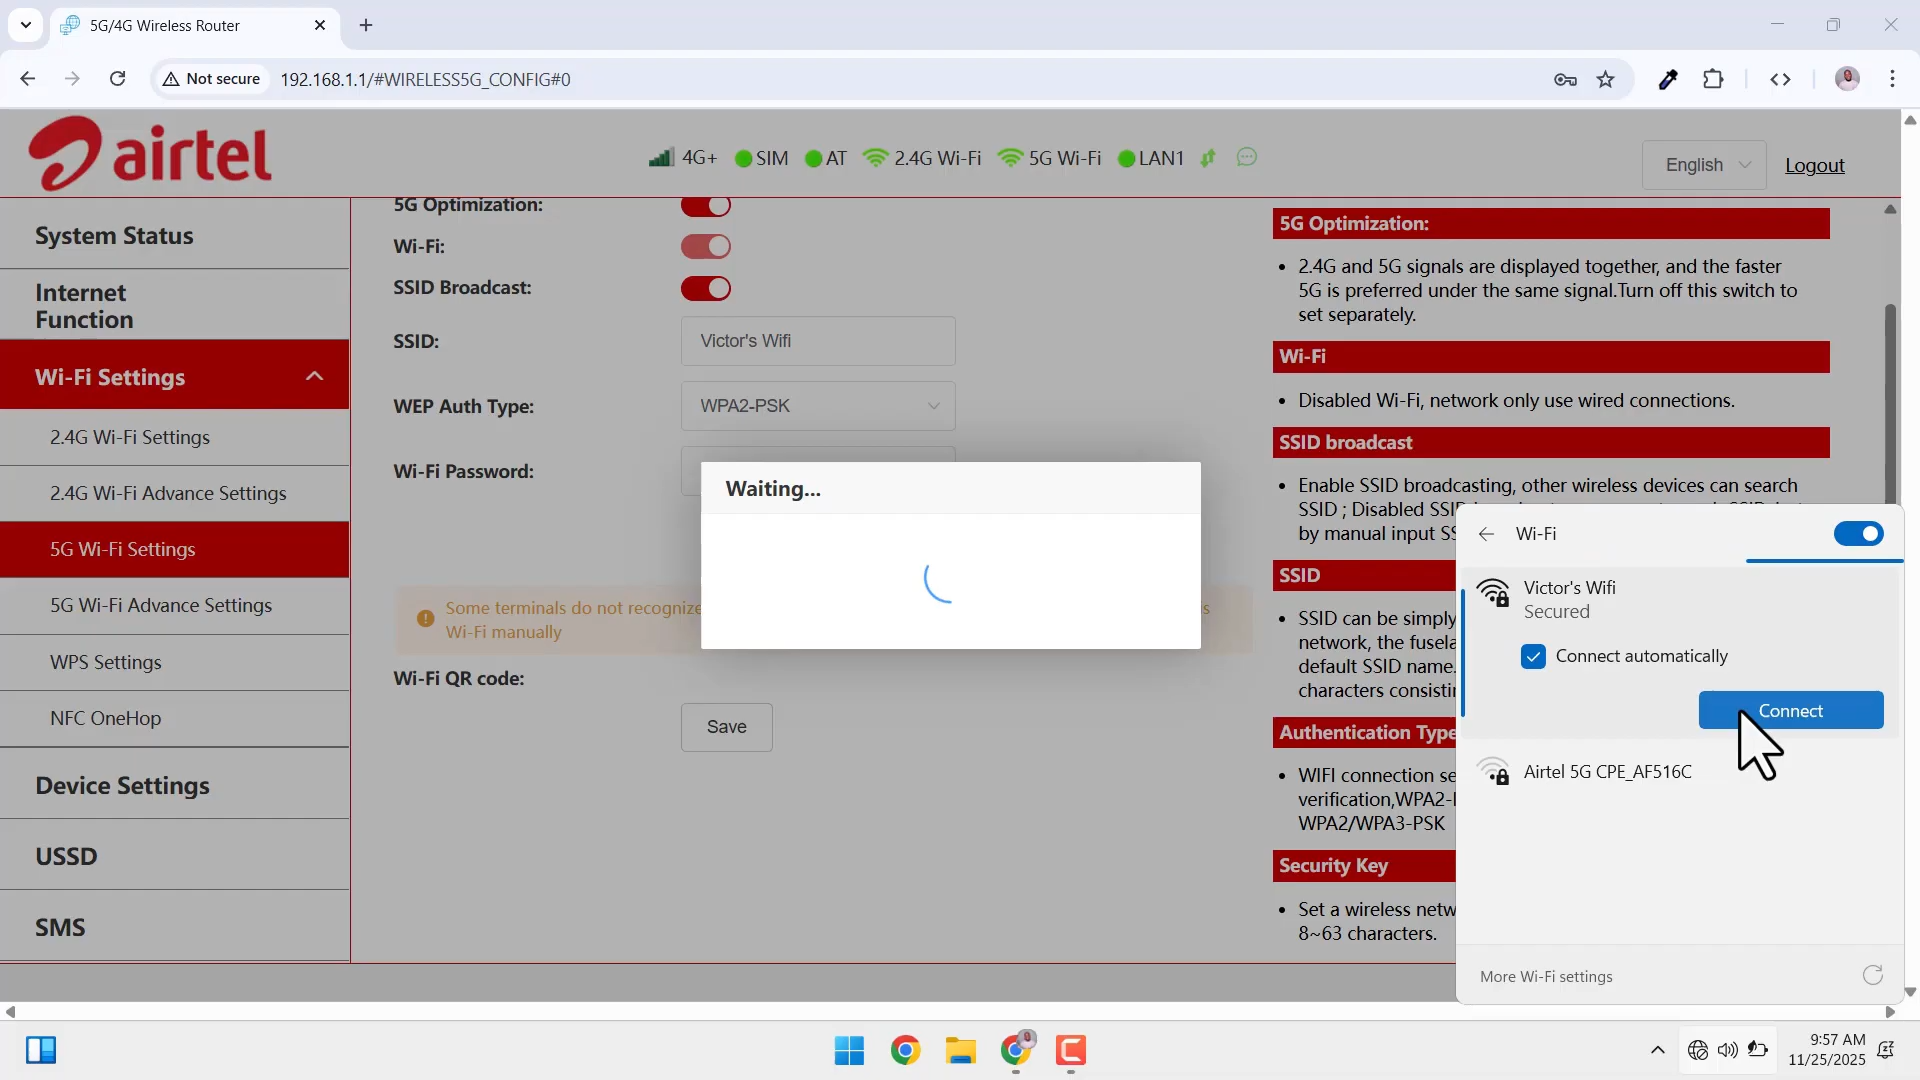 5G/4G Wireless Router
Not secure
192.168.1.1/#WIRELESS5G_CONFIG#0
airtel
4G+ SIM AT 2.4G Wi-Fi 5G Wi-Fi LAN1
English
Logout
System Status
Internet
Function
Wi-Fi Settings
2.4G Wi-Fi Settings
2.4G Wi-Fi Advance Settings
5G Wi-Fi Settings
5G Wi-Fi Advance Settings
WPS Settings
NFC OneHop
Device Settings
USSD
SMS
5G Optimization:
Wi-Fi:
SSID Broadcast:
SSID:
Victor's Wifi
WEP Auth Type:
WPA2-PSK
Wi-Fi Password:
Some terminals do not recognize
Wi-Fi manually
Wi-Fi QR code:
Save
Waiting...
5G Optimization:
• 2.4G and 5G signals are displayed together, and the faster
5G is preferred under the same signal.Turn off this switch to
set separately.
Wi-Fi
• Disabled Wi-Fi, network only use wired connections.
SSID broadcast
• Enable SSID broadcasting, other wireless devices can search
SSID ; Disabled
by manual input
SSID
• SSID can be simply
network, the
default SSID name.
characters
Authentication Type
• WIFI connection
WPA2/WPA3-PSK
Security Key
• Set a wireless
8~63 characters.
Wi-Fi
Victor's Wifi
Secured
Connect automatically
Connect
Airtel 5G CPE_AF516C
More Wi-Fi settings
9:57 AM
11/25/2025